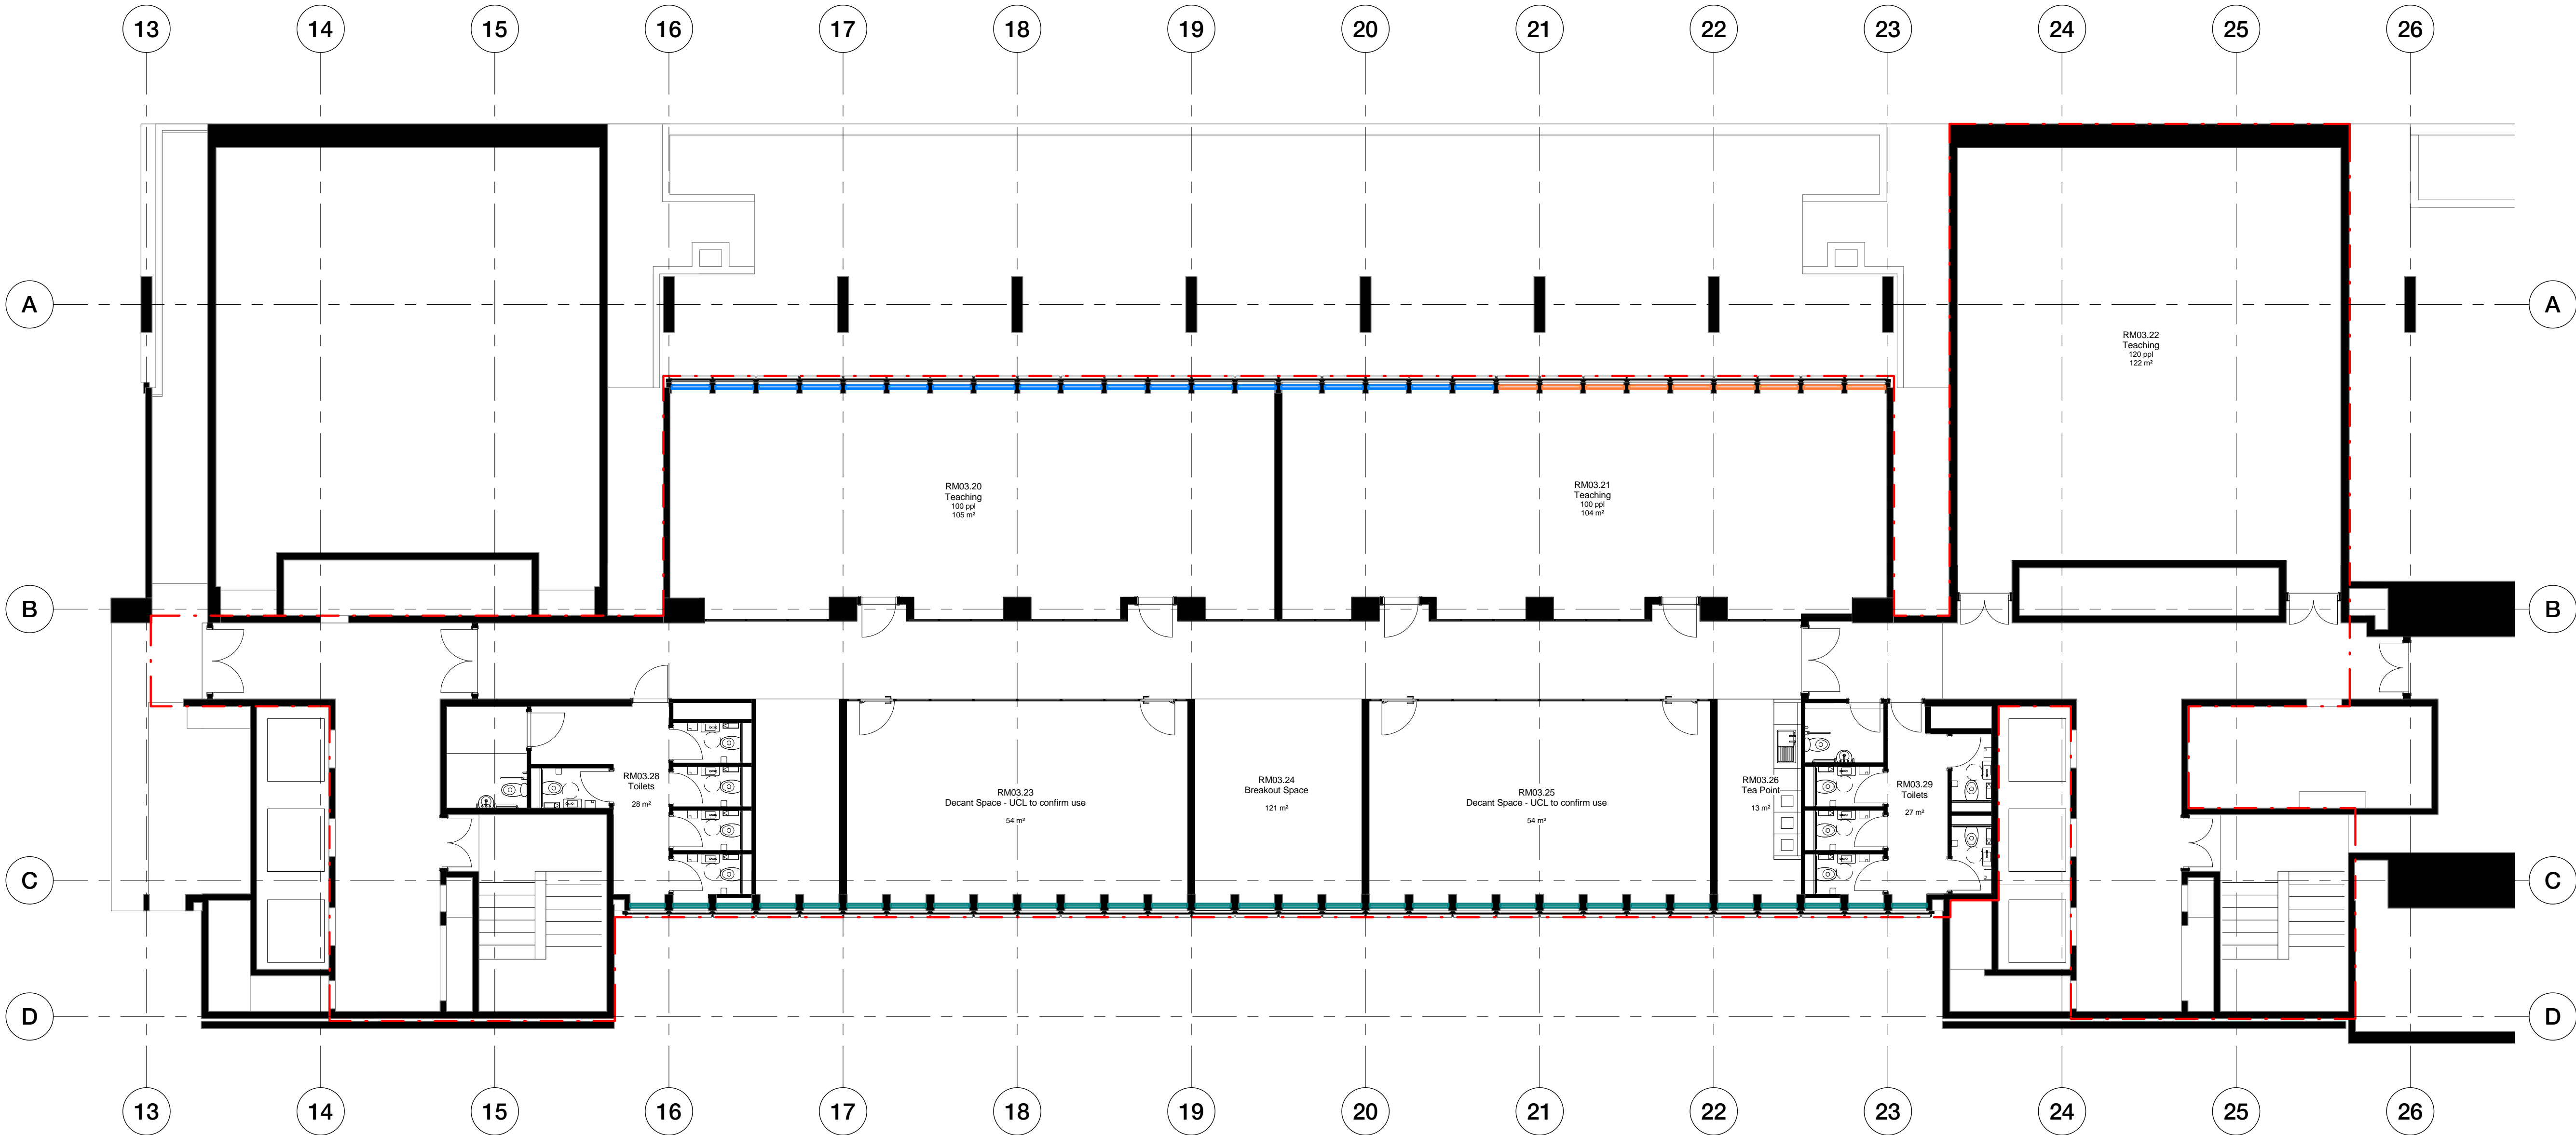 13 14 15 16 17 18 19 20 21 22 23 24 25 26
A A
RM03.22
Teaching
120 ppl
122 m²
RM03.20
Teaching
100 ppl
105 m²
RM03.21
Teaching
100 ppl
104 m²
B B
RM03.28
Toilets
28 m²
RM03.23
Decant Space - UCL to confirm use
54 m²
RM03.24
Breakout Space
121 m²
RM03.25
Decant Space - UCL to confirm use
54 m²
RM03.26
Tea Point
13 m²
RM03.29
Toilets
27 m²
C C
D D
13 14 15 16 17 18 19 20 21 22 23 24 25 26